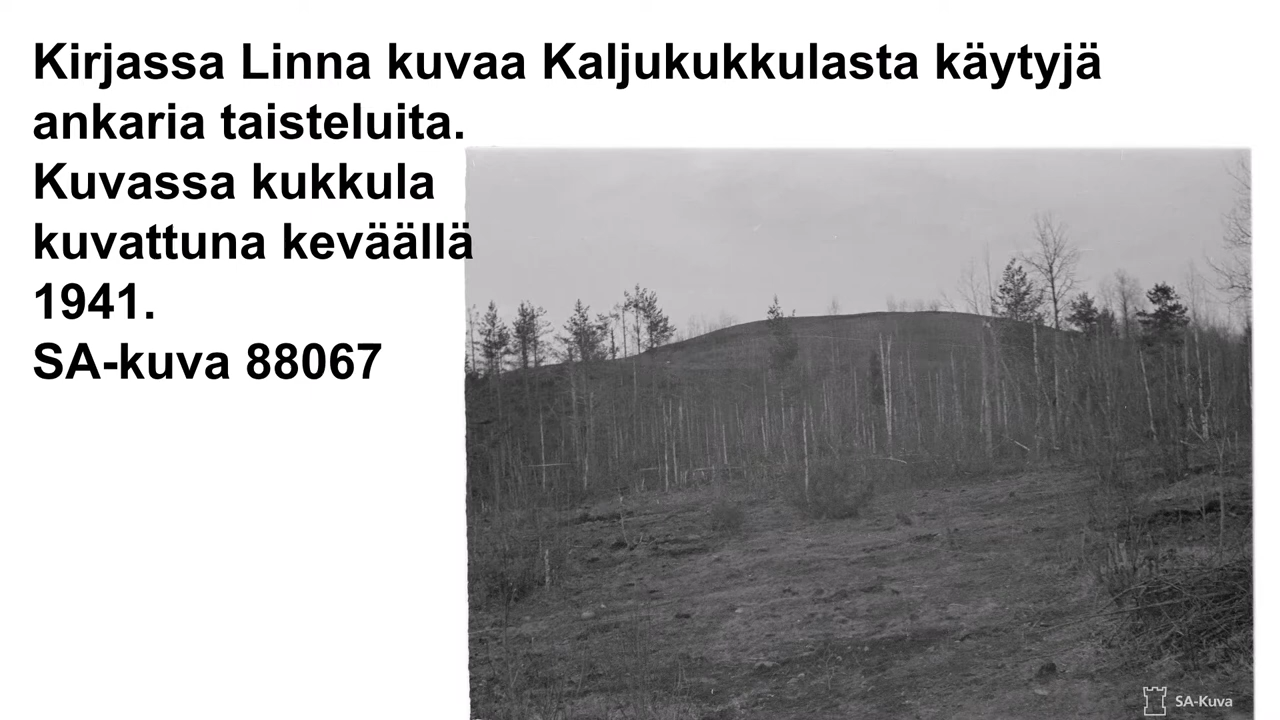 Kirjassa Linna kuvaa Kaljukukkulasta käytyjä
ankaria taisteluita.
Kuvassa kukkula
kuvattuna keväällä
1941.
SA-kuva 88067
SA-Kuva